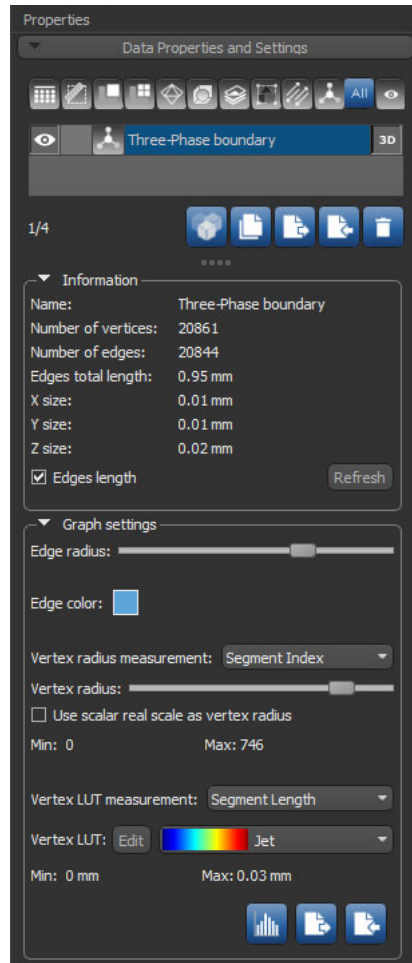 Properties
Data Properties and Settings
All
Three-Phase boundary 3D
1/4
Information
Name: Three-Phase boundary
Number of vertices: 20861
Number of edges: 20844
Edges total length: 0.95 mm
X size: 0.01 mm
Y size: 0.01 mm
Z size: 0.02 mm
Edges length Refresh
Graph settings
Edge radius:
Edge color:
Vertex radius measurement: Segment Index
Vertex radius:
Use scalar real scale as vertex radius
Min: 0 Max: 746
Vertex LUT measurement: Segment Length
Vertex LUT: Edit Jet
Min: 0 mm Max: 0.03 mm